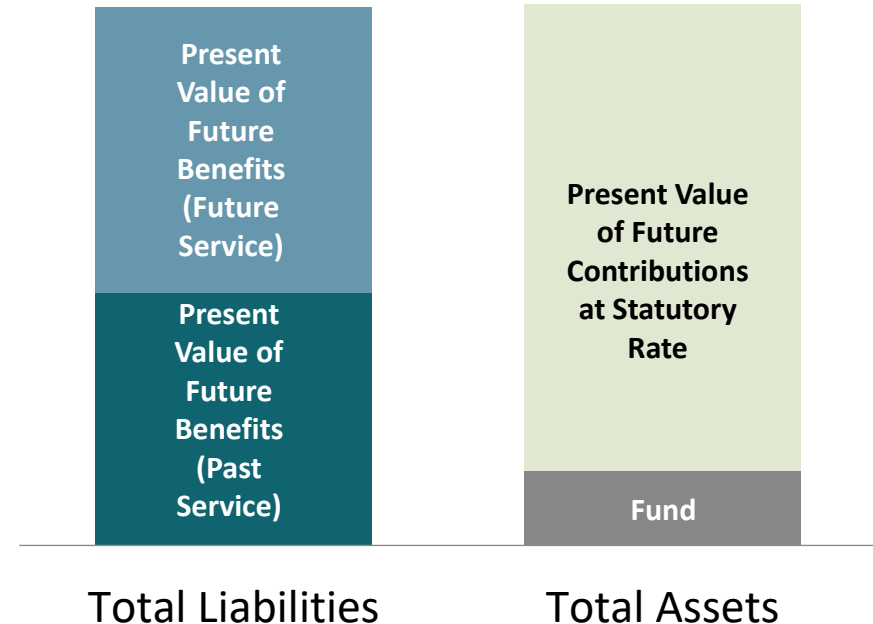 Present
Value of
Future
Benefits
(Future
Service)
Present
Value of
Future
Benefits
(Past
Service)
Present Value
of Future
Contributions
at Statutory
Rate
Fund
Total Liabilities
Total Assets